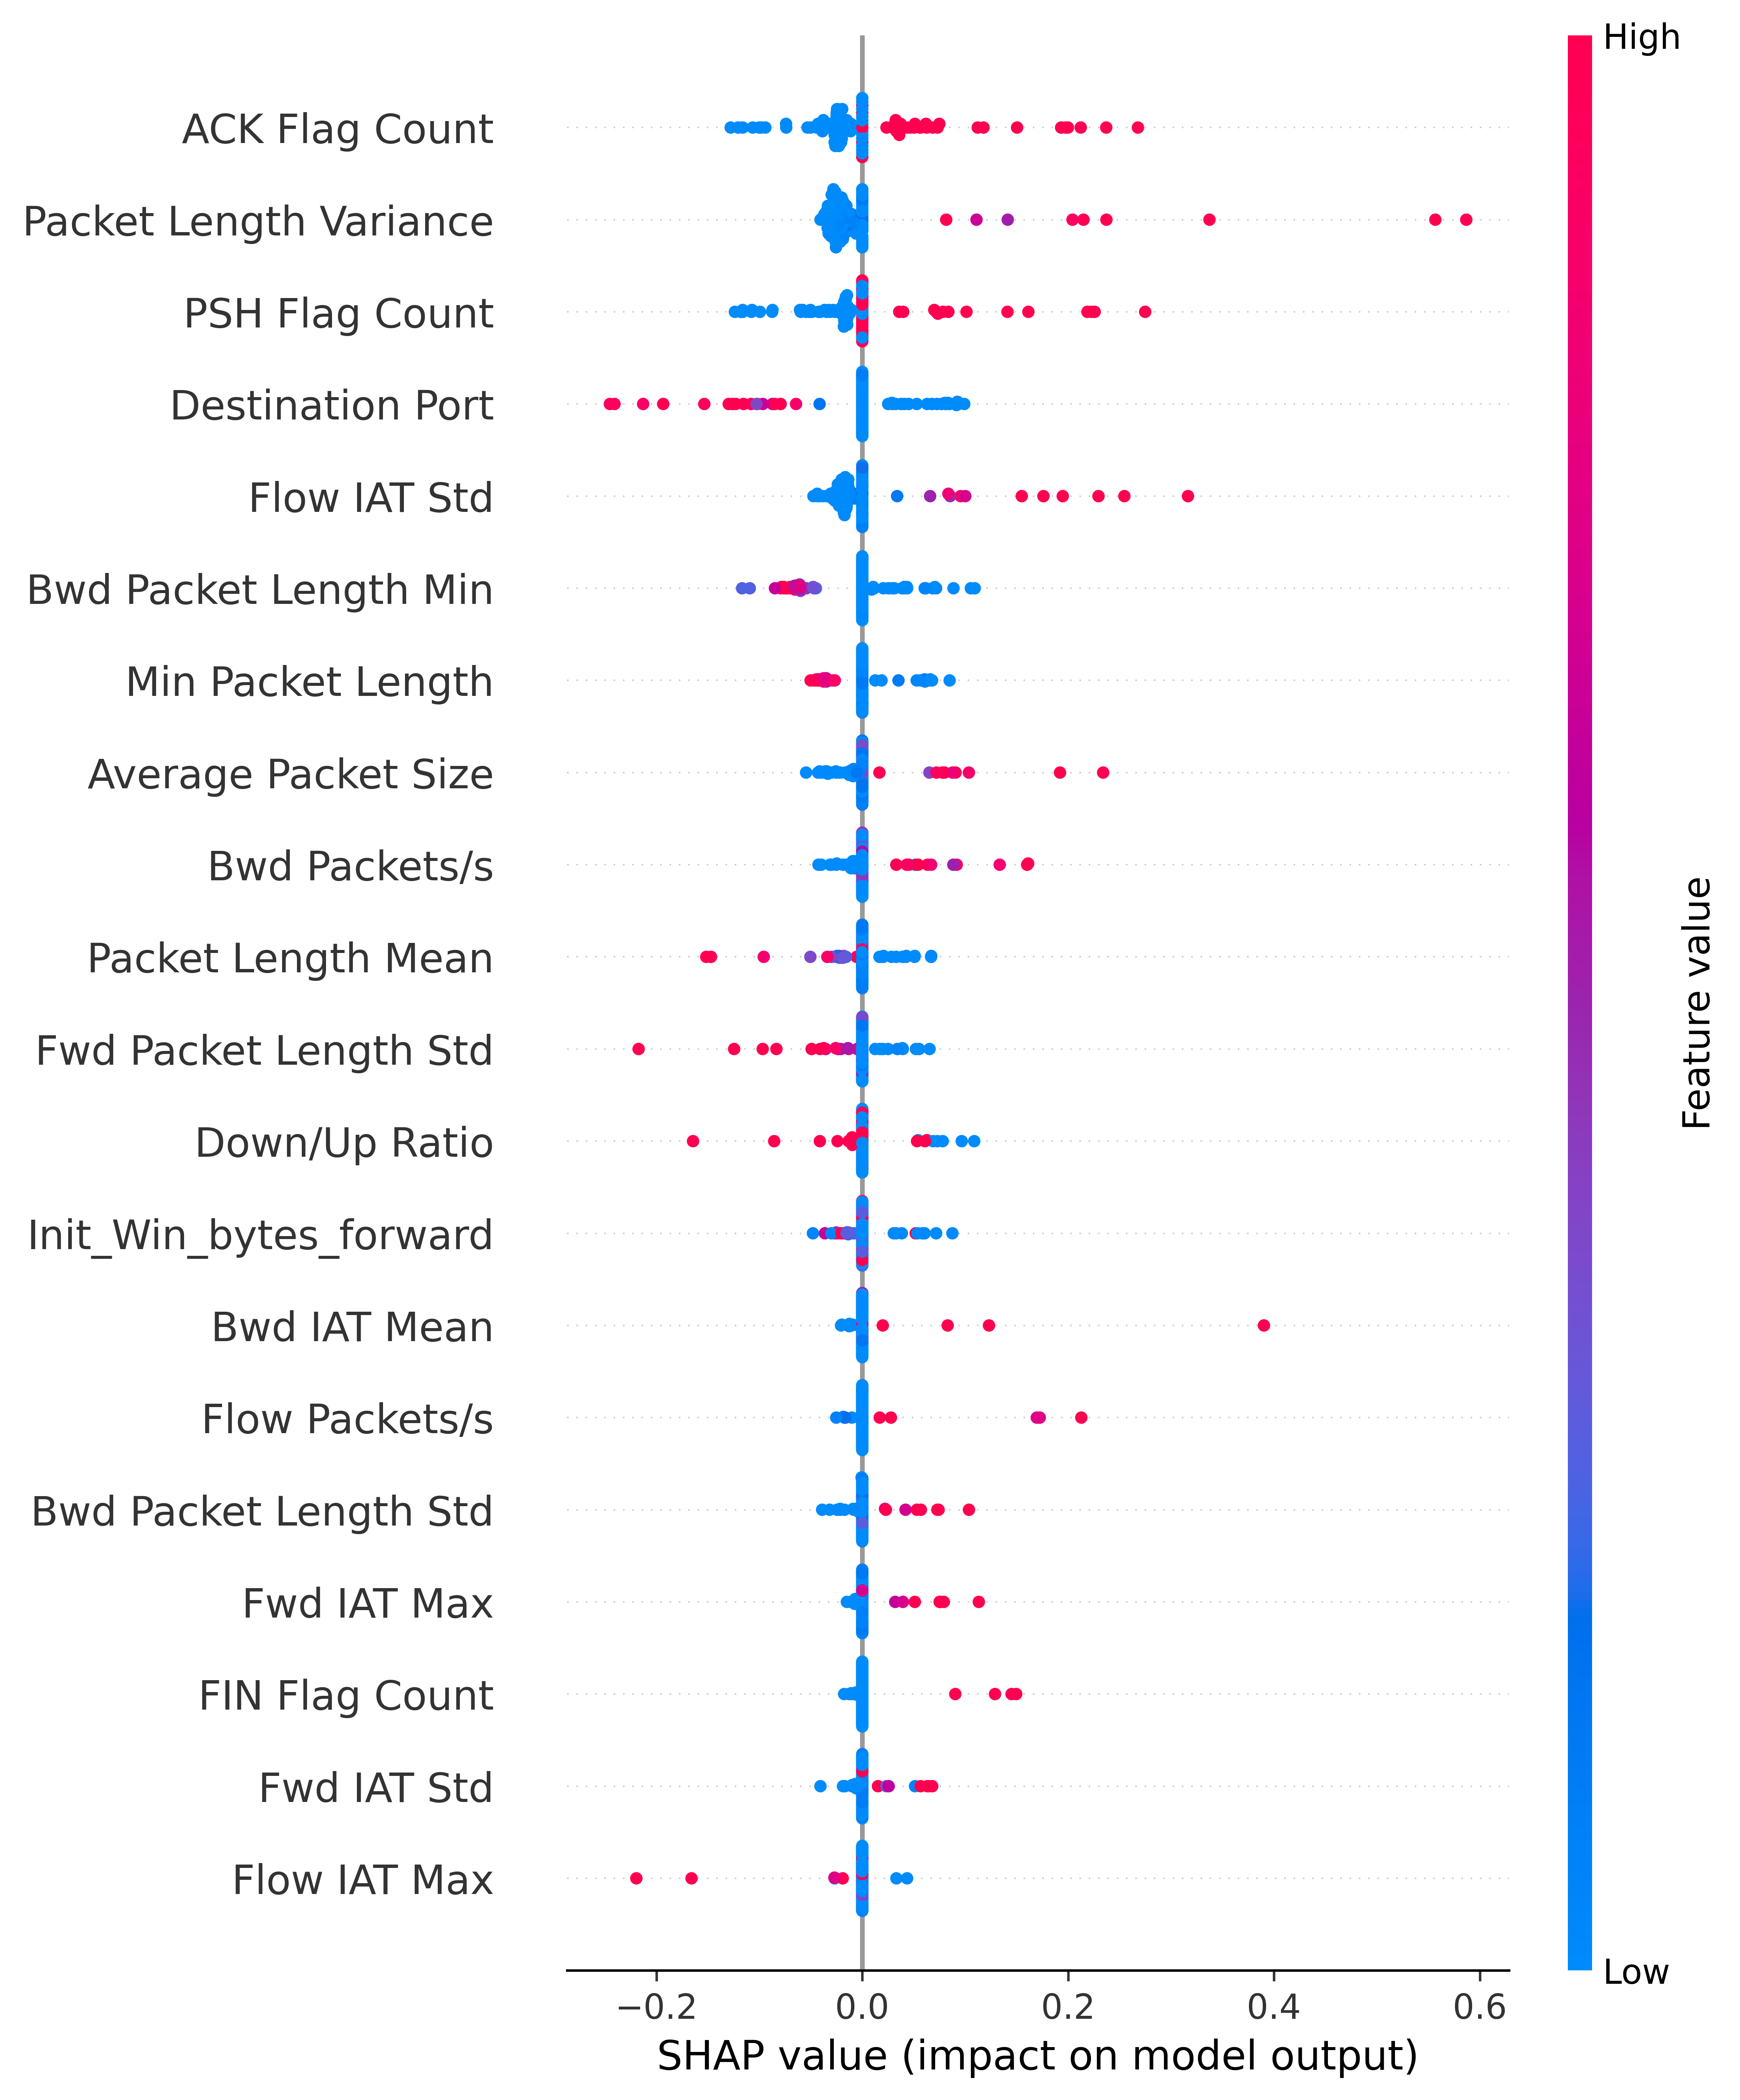 High
ACK Flag Count
Packet Length Variance
PSH Flag Count
Destination Port
Flow IAT Std
Bwd Packet Length Min
Min Packet Length
Average Packet Size
Bwd Packets/s
Packet Length Mean
Fwd Packet Length Std
Down/Up Ratio
Init_Win_bytes_forward
Bwd IAT Mean
Flow Packets/s
Bwd Packet Length Std
Fwd IAT Max
FIN Flag Count
Fwd IAT Std
Flow IAT Max
Feature value
Low
−0.2 0.0 0.2 0.4 0.6
SHAP value (impact on model output)